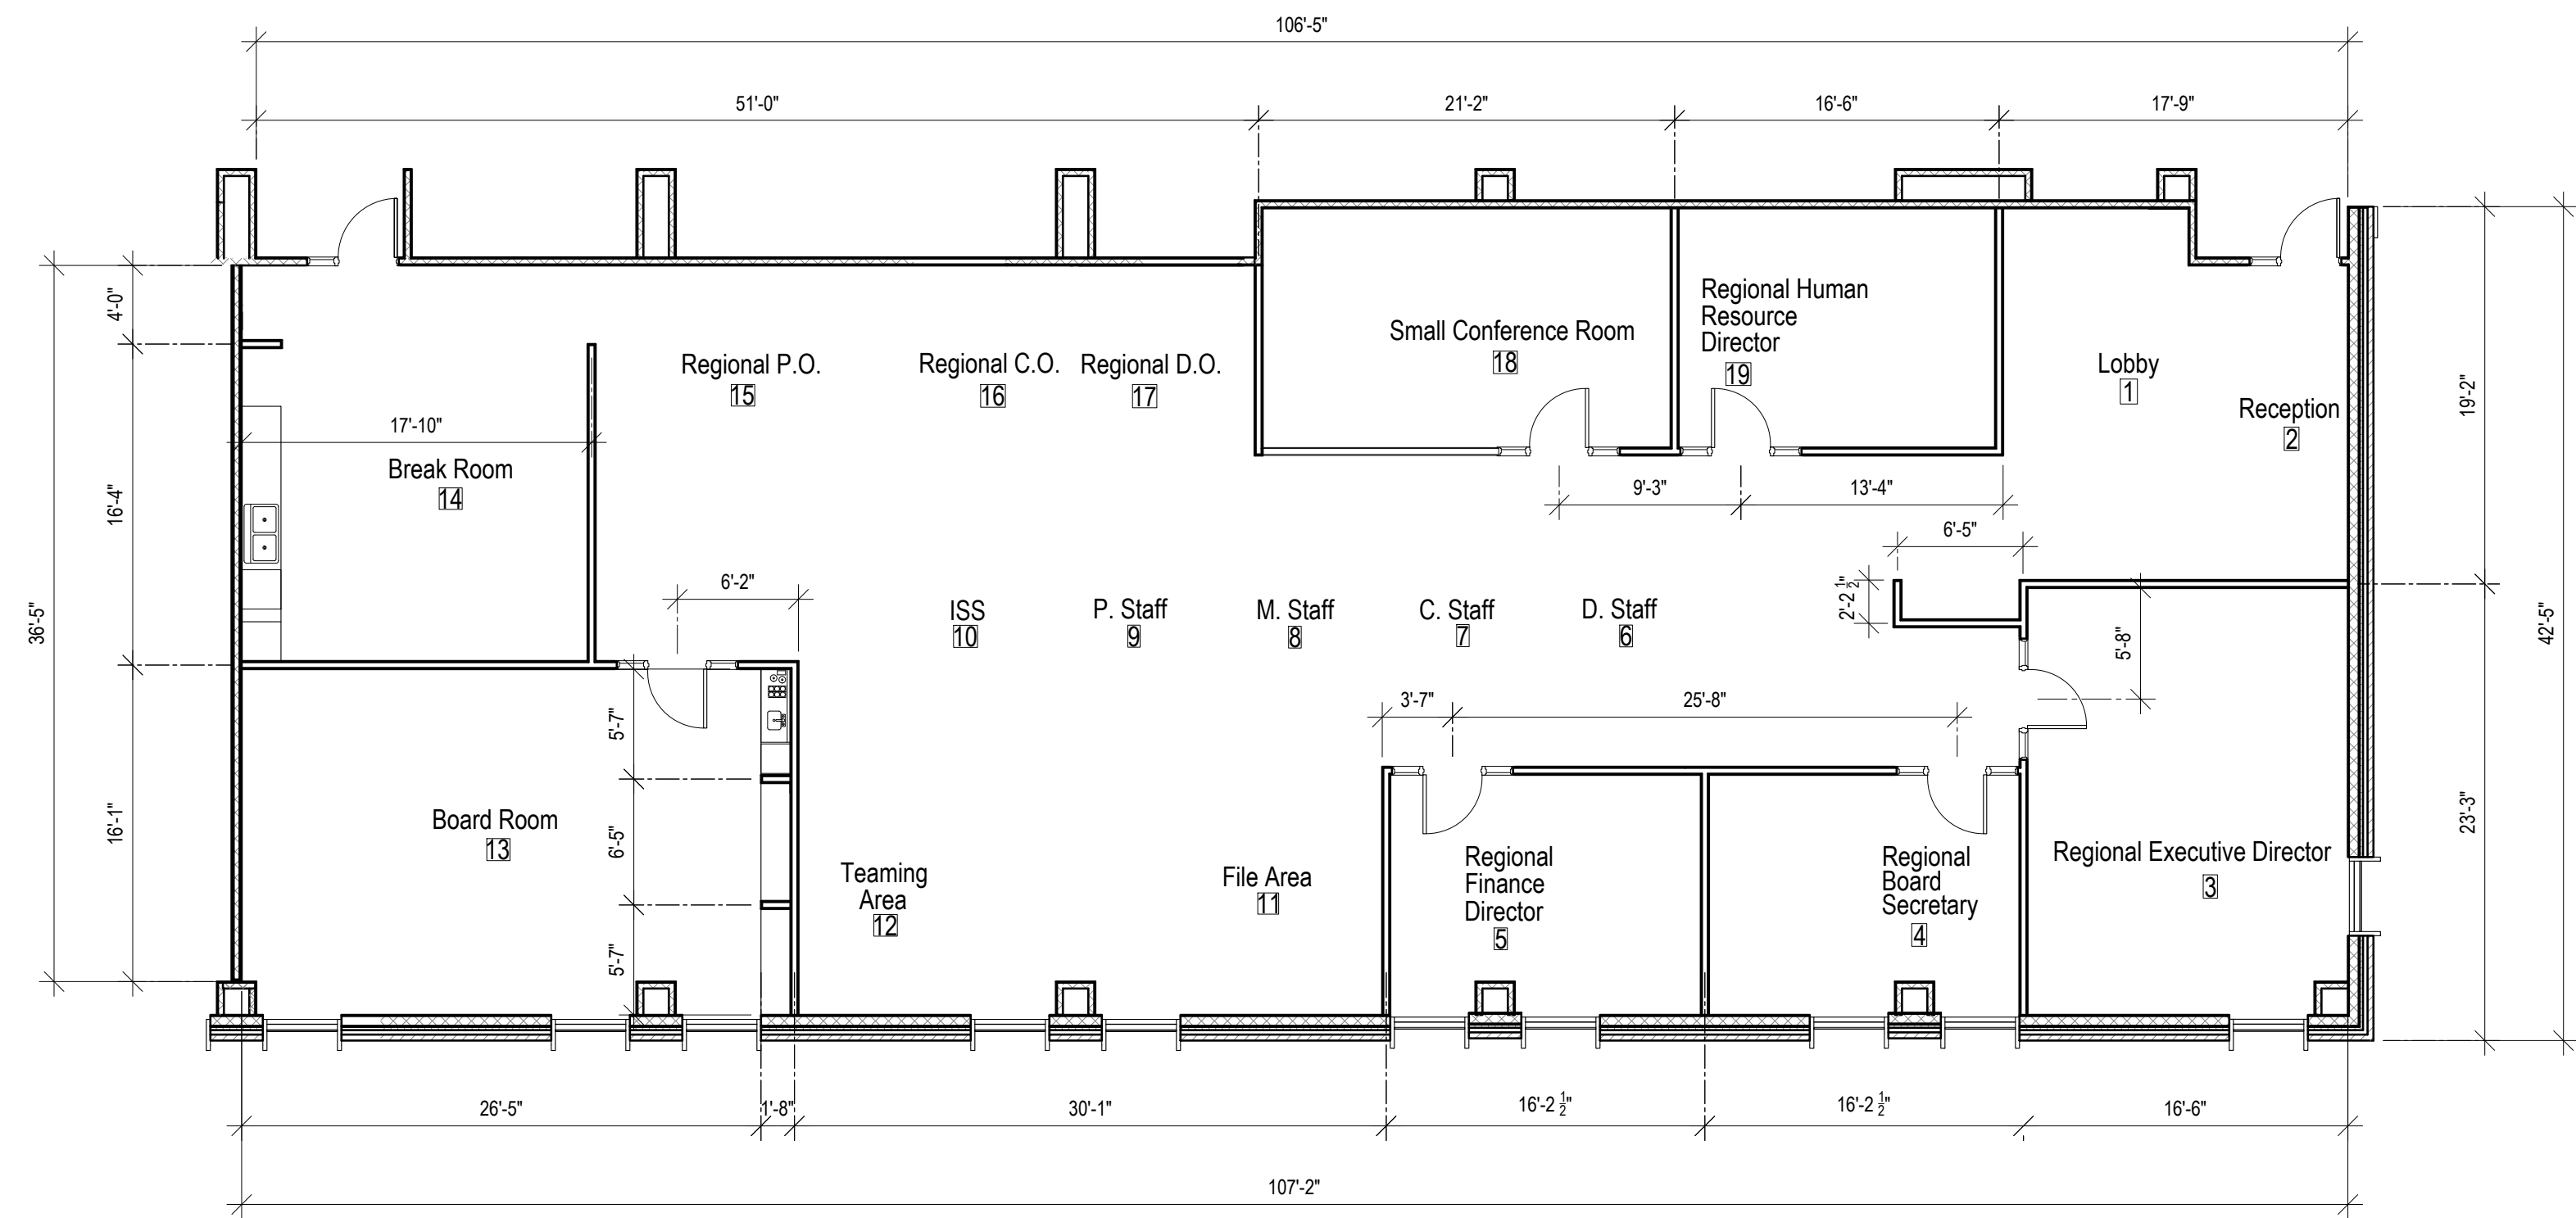 106'-5"
51'-0"
21'-2"
16'-6"
17'-9"
Regional Human
Resource
Director
19
Small Conference Room
18
Regional P.O.
15
Regional C.O.
16
Regional D.O.
17
Lobby
1
Reception
2
4'-0"
16'-4"
36'-5"
16'-1"
17'-10"
Break Room
14
9'-3"
13'-4"
6'-5"
2'-2 1/2"
19'-2"
42'-5"
23'-3"
5'-8"
6'-2"
ISS
10
P. Staff
9
M. Staff
8
C. Staff
7
D. Staff
6
3'-7"
25'-8"
5'-7"
6'-5"
5'-7"
Board Room
13
Teaming
Area
12
File Area
11
Regional
Finance
Director
5
Regional
Board
Secretary
4
Regional Executive Director
3
26'-5"
1'-8"
30'-1"
16'-2 1/2"
16'-2 1/2"
16'-6"
107'-2"